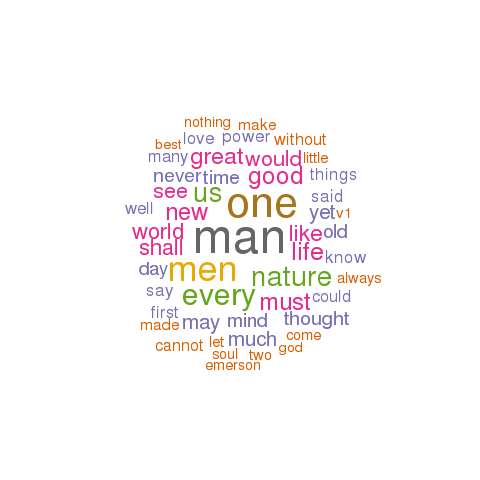 nothing make
love power without
best
many great would little
never time good things
see us said
well new one yet v1
world man like old
shall life know
day men nature always
say every must could
first may mind thought
made much come
cannot let god
soul two
emerson